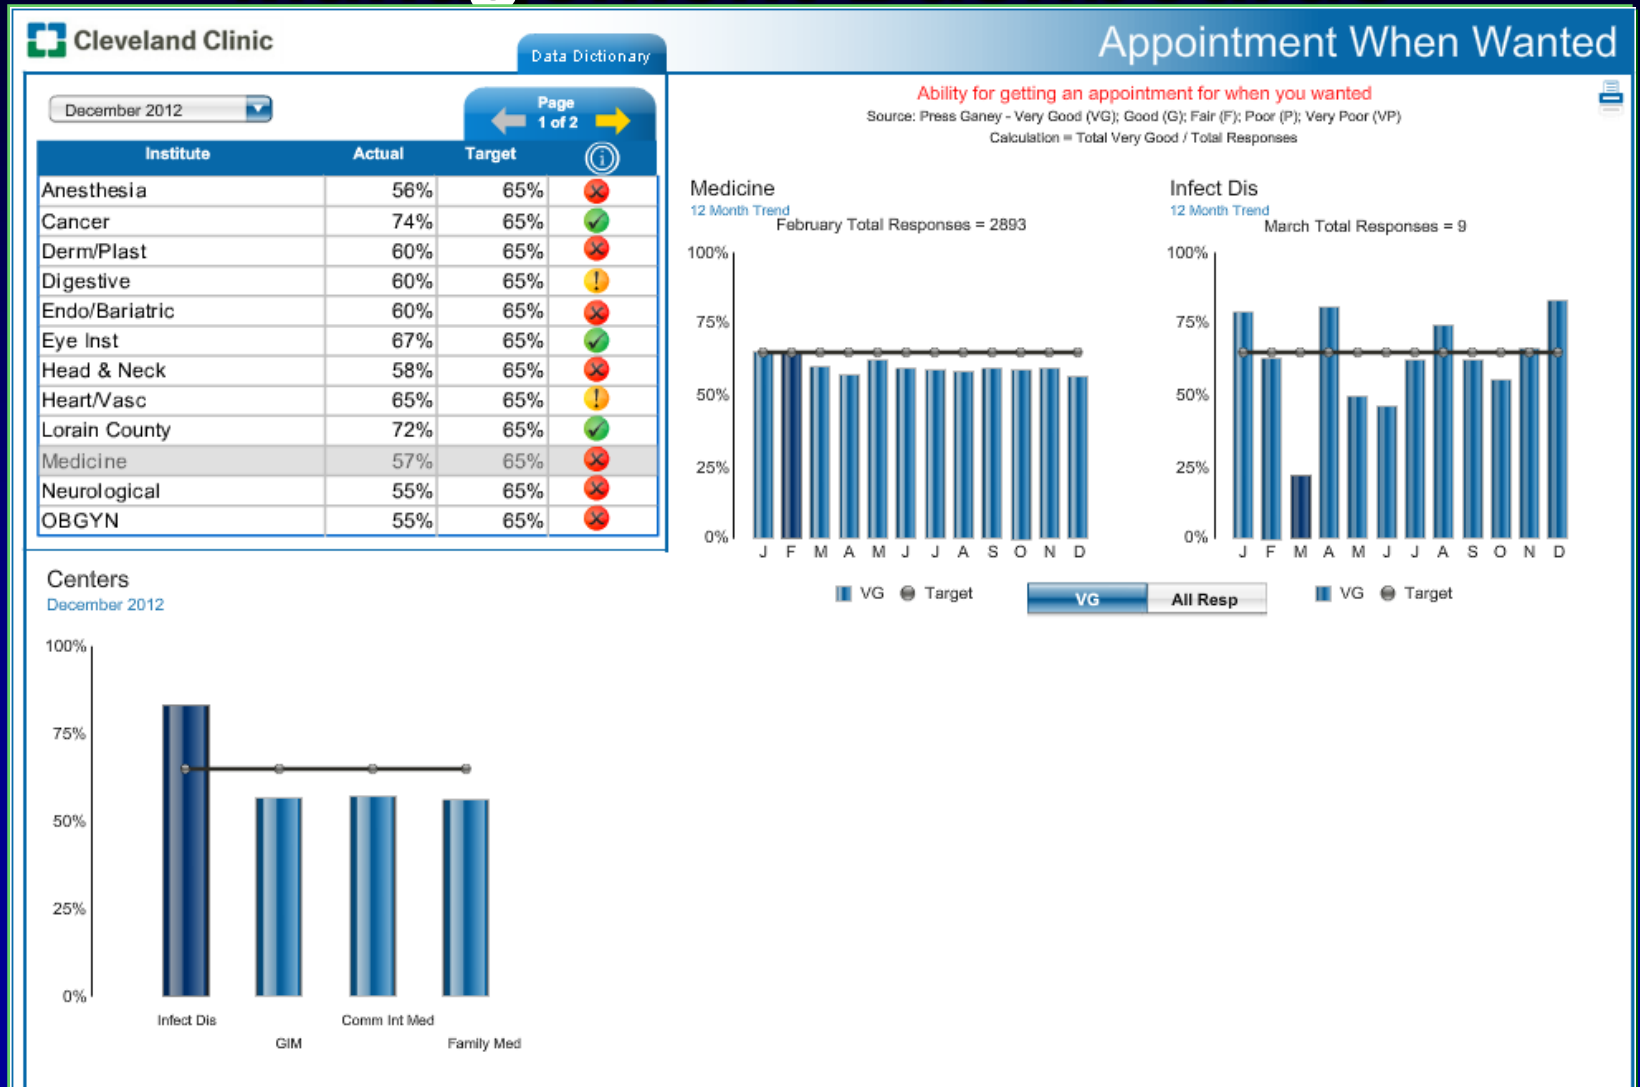 Cleveland Clinic
Data Dictionary
Appointment When Wanted
December 2012
Page
1 of 2
Institute Actual Target
Anesthesia 56% 65%
Cancer 74% 65%
Derm/Plast 60% 65%
Digestive 60% 65%
Endo/Bariatric 60% 65%
Eye Inst 67% 65%
Head & Neck 58% 65%
Heart/Vasc 65% 65%
Lorain County 72% 65%
Medicine 57% 65%
Neurological 55% 65%
OBGYN 55% 65%
Ability for getting an appointment for when you wanted
Source: Press Ganey - Very Good (VG); Good (G); Fair (F); Poor (P); Very Poor (VP)
Calculation = Total Very Good / Total Responses
Medicine
12 Month Trend
February Total Responses = 2893
100%
75%
50%
25%
0%
J F M A M J J A S O N D
VG Target
Infect Dis
12 Month Trend
March Total Responses = 9
100%
75%
50%
25%
0%
J F M A M J J A S O N D
VG Target
VG All Resp
Centers
December 2012
100%
75%
50%
25%
0%
Infect Dis
GIM
Comm Int Med
Family Med